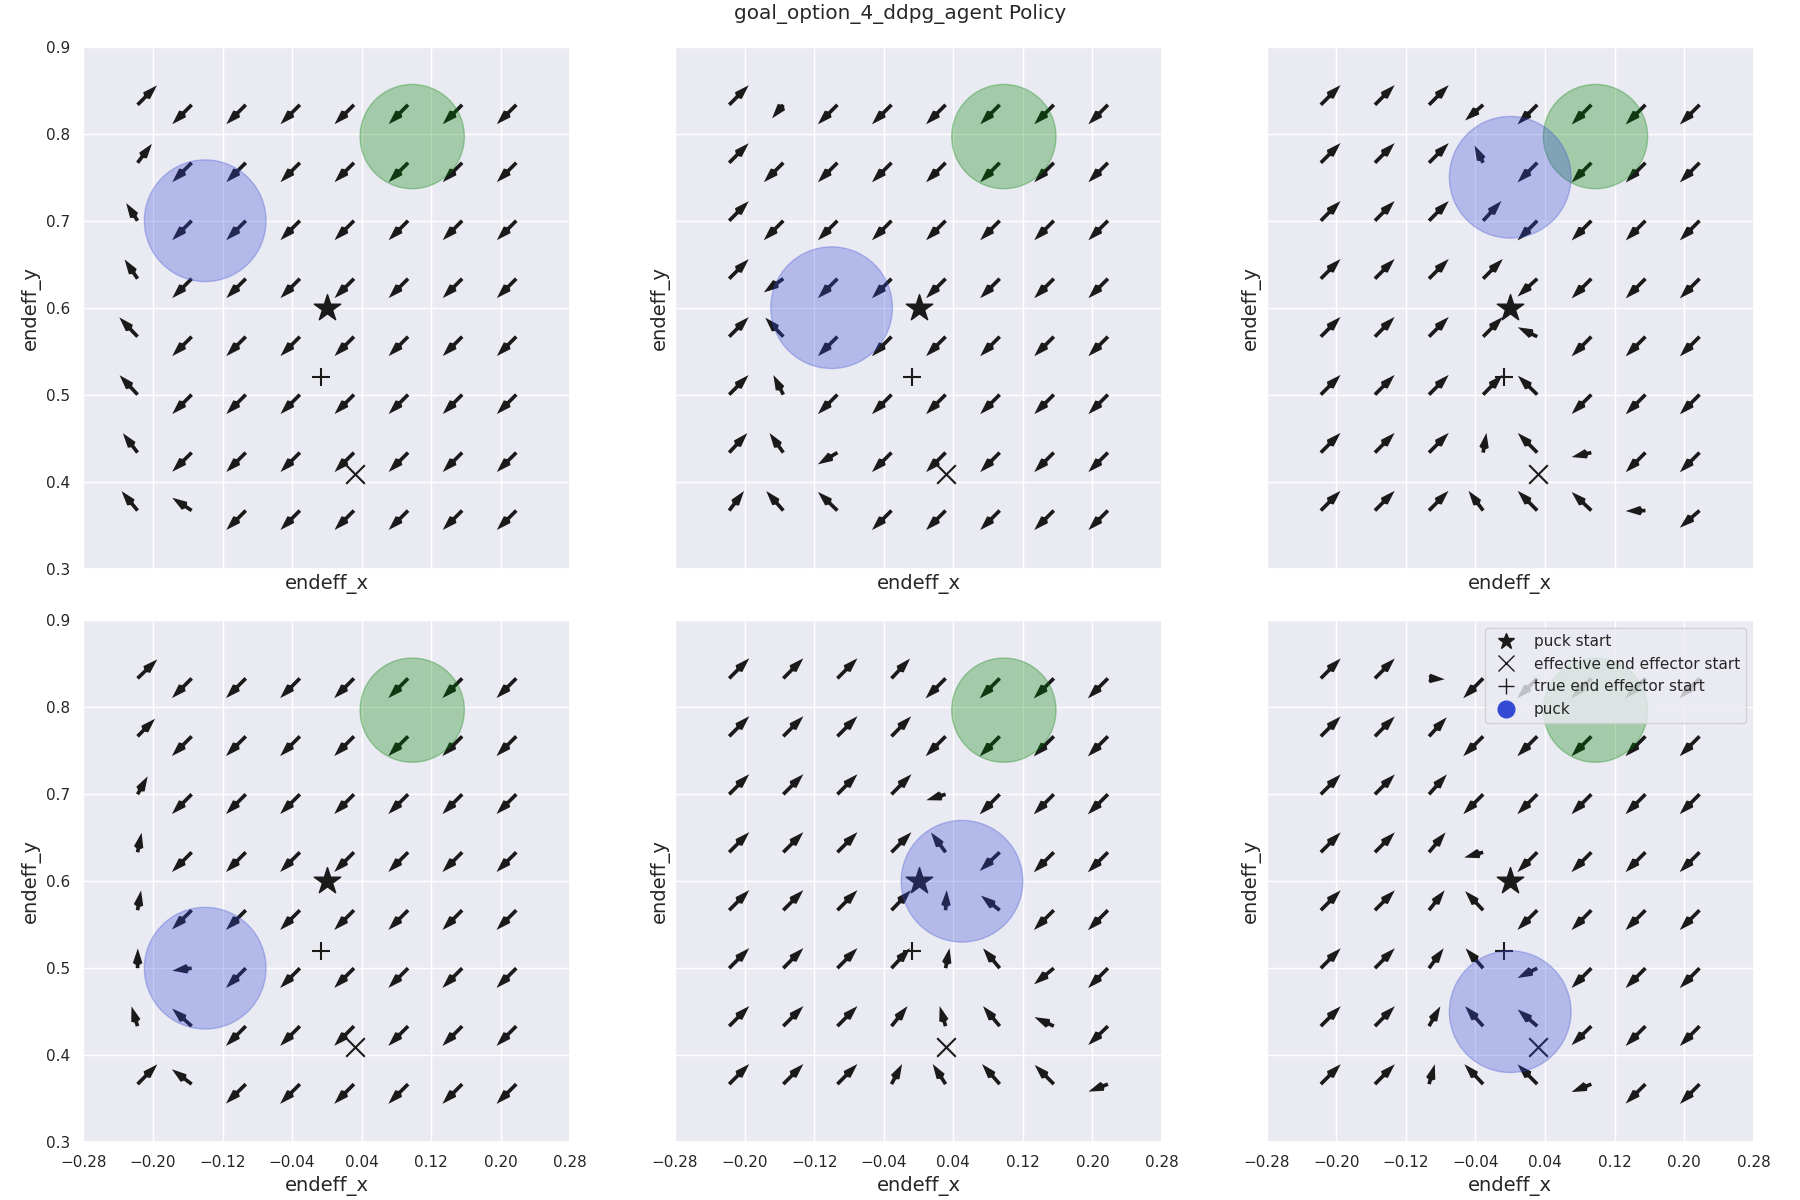 goal_option_4_ddpg_agent Policy
0.9
0.8
0.7
0.6
0.5
0.4
0.3
endeff_y
endeff_x
endeff_y
endeff_x
endeff_y
endeff_x
0.9
0.8
0.7
0.6
0.5
0.4
0.3
endeff_y
−0.28 −0.20 −0.12 −0.04 0.04 0.12 0.20 0.28
endeff_x
endeff_y
−0.28 −0.20 −0.12 −0.04 0.04 0.12 0.20 0.28
endeff_x
puck start
effective end effector start
true end effector start
puck
endeff_y
−0.28 −0.20 −0.12 −0.04 0.04 0.12 0.20 0.28
endeff_x